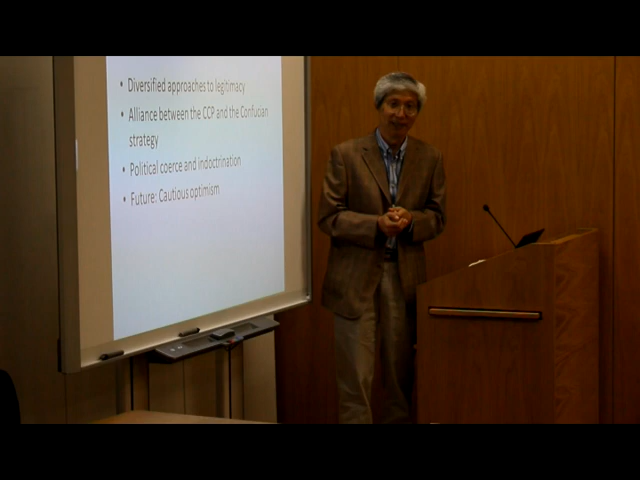 • Diversified approaches to legitimacy
• Alliance between the CCP and the Confucian
strategy
• Political coerce and indoctrination
• Future: Cautious optimism